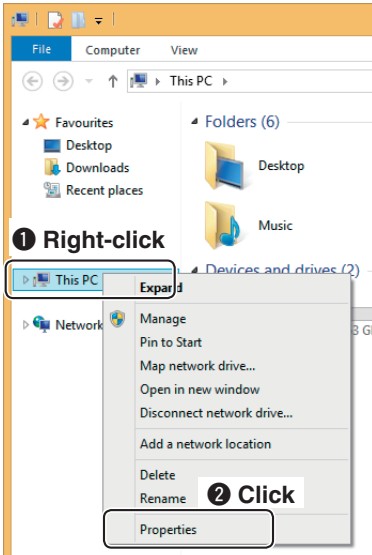 File Computer View
This PC
Favourites
Desktop
Downloads
Recent places
Folders (6)
Desktop
Music
❶ Right-click
This PC
Devices and drives (2)
Network
Expand
Manage
Pin to Start
Map network drive...
Open in new window
Disconnect network drive...
Add a network location
Delete
Rename
❷ Click
Properties